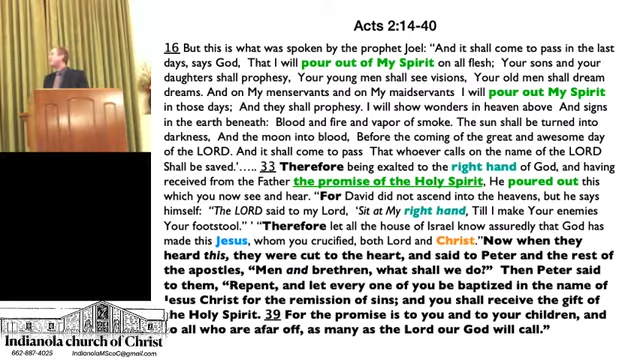 Acts 2:14-40
16 But this is what was spoken by the prophet Joel: “And it shall come to pass in the last
days, says God, That I will pour out of My Spirit on all flesh; Your sons and your
daughters shall prophesy, Your young men shall see visions, Your old men shall dream
dreams. And on My menservants and on My maidservants I will pour out My Spirit
in those days; And they shall prophesy. I will show wonders in heaven above And signs
in the earth beneath: Blood and fire and vapor of smoke. The sun shall be turned into
darkness, And the moon into blood, Before the coming of the great and awesome day
of the LORD. And it shall come to pass That whoever calls on the name of the LORD
Shall be saved.’..... 33 Therefore being exalted to the right hand of God, and having
received from the Father the promise of the Holy Spirit, He poured out this
which you now see and hear. “For David did not ascend into the heavens, but he says
himself: “The LORD said to my Lord, ‘Sit at My right hand, Till I make Your enemies
Your footstool.” ’ “Therefore let all the house of Israel know assuredly that God has
made this Jesus, whom you crucified, both Lord and Christ.”Now when they
heard this, they were cut to the heart, and said to Peter and the rest of
the apostles, “Men and brethren, what shall we do?” Then Peter said
to them, “Repent, and let every one of you be baptized in the name of
Jesus Christ for the remission of sins; and you shall receive the gift of
the Holy Spirit. 39 For the promise is to you and to your children, and
to all who are afar off, as many as the Lord our God will call.”
Indianola church of Christ
662-887-4025 IndianolaMScoC@gmail.com